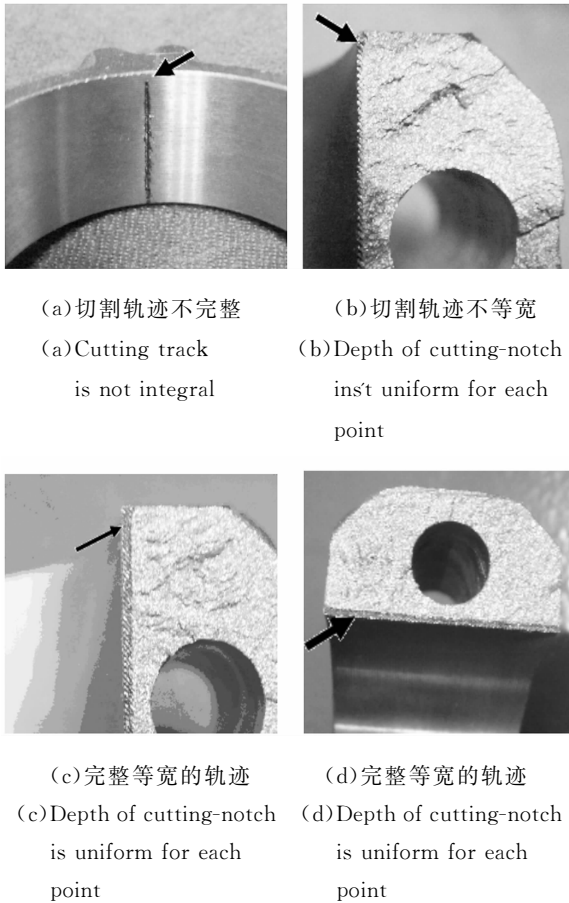 (a)切割轨迹不完整
(a)Cutting track
is not integral
(b)切割轨迹不等宽
(b)Depth of cutting-notch
ins't uniform for each
point
(c)完整等宽的轨迹
(c)Depth of cutting-notch
is uniform for each
point
(d)完整等宽的轨迹
(d)Depth of cutting-notch
is uniform for each
point